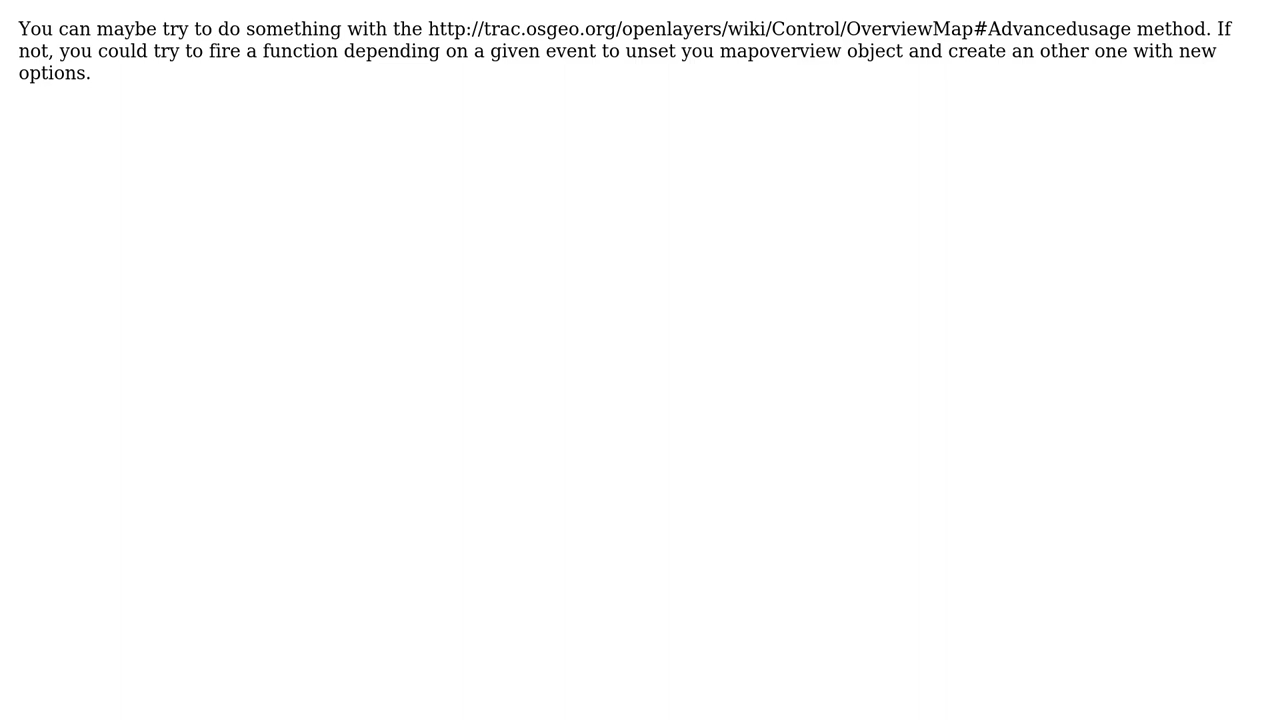 You can maybe try to do something with the http://trac.osgeo.org/openlayers/wiki/Control/OverviewMap#Advancedusage method. If
not, you could try to fire a function depending on a given event to unset you mapoverview object and create an other one with new
options.